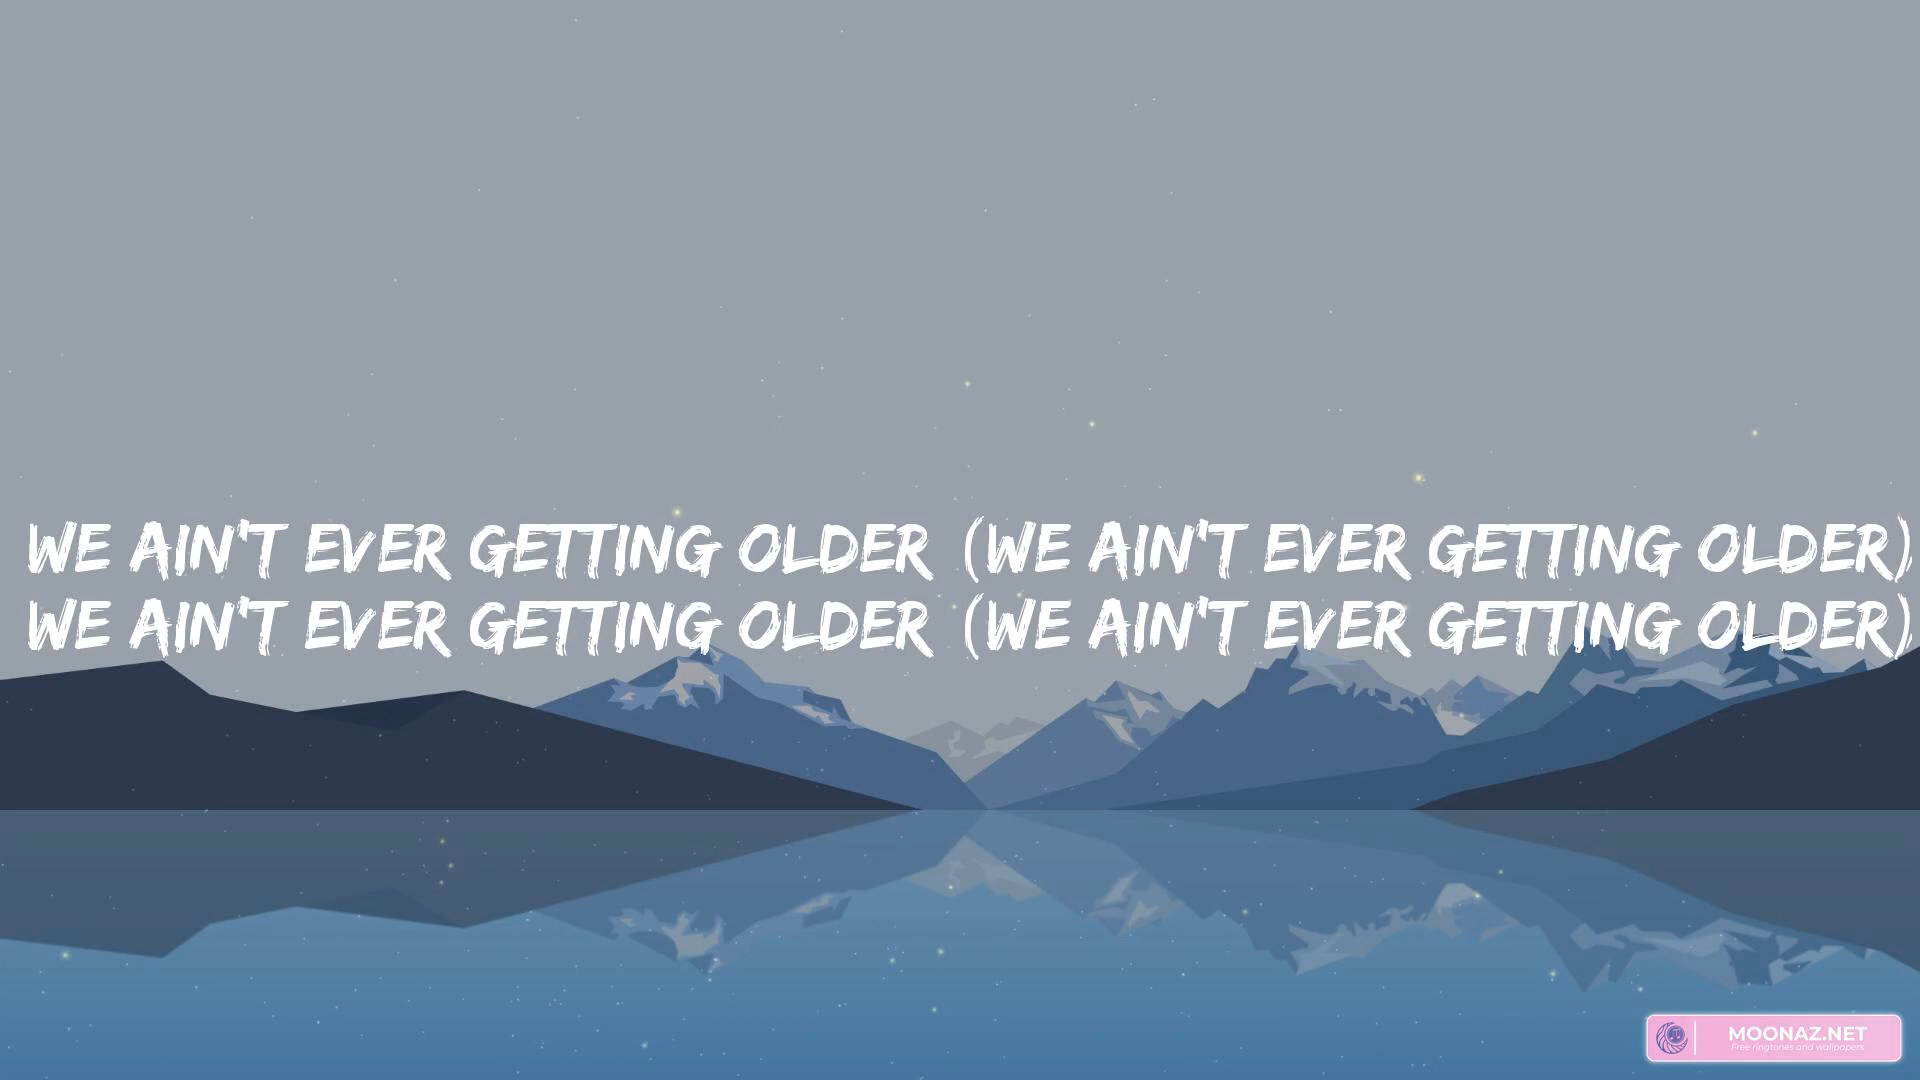 WE AIN'T EVER GETTING OLDER (WE AIN'T EVER GETTING OLDER)
WE AIN'T EVER GETTING OLDER (WE AIN'T EVER GETTING OLDER)
MOONAZ.NET
Free ringtones and wallpapers